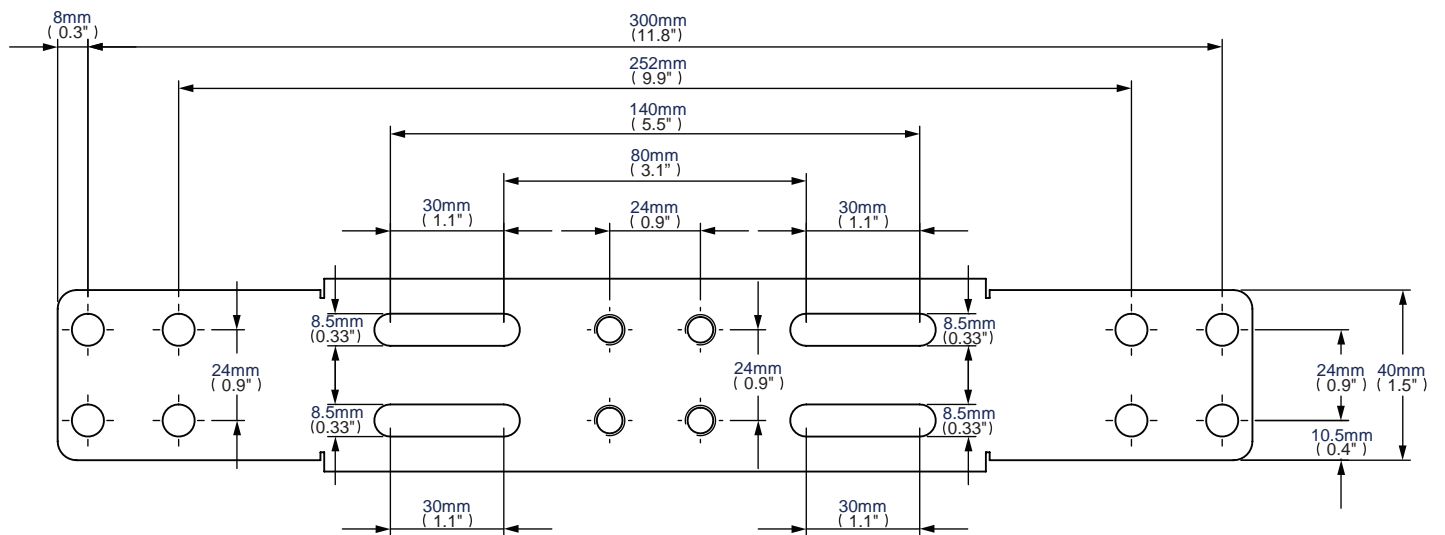 8mm
( 0.3" )
300mm
(11.8")
252mm
( 9.9" )
140mm
( 5.5" )
80mm
( 3.1" )
30mm
( 1.1" )
24mm
( 0.9" )
30mm
( 1.1" )
8.5mm
(0.33")
8.5mm
(0.33")
24mm
( 0.9" )
24mm
( 0.9" )
24mm
( 0.9" )
40mm
( 1.5" )
8.5mm
(0.33")
8.5mm
(0.33")
10.5mm
( 0.4" )
30mm
( 1.1" )
30mm
( 1.1" )